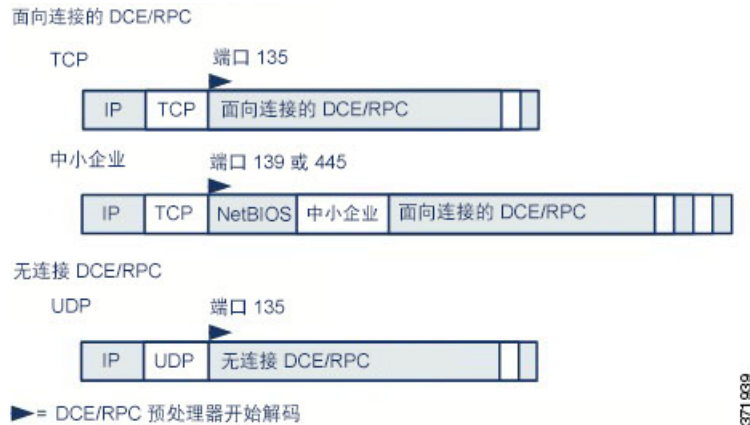 面向连接的 DCE/RPC
TCP
端口 135
IP TCP 面向连接的 DCE/RPC
中小企业
端口 139 或 445
IP TCP NetBIOS 中小企业 面向连接的 DCE/RPC
无连接 DCE/RPC
UDP
端口 135
IP UDP 无连接 DCE/RPC
= DCE/RPC 预处理器开始解码
371939